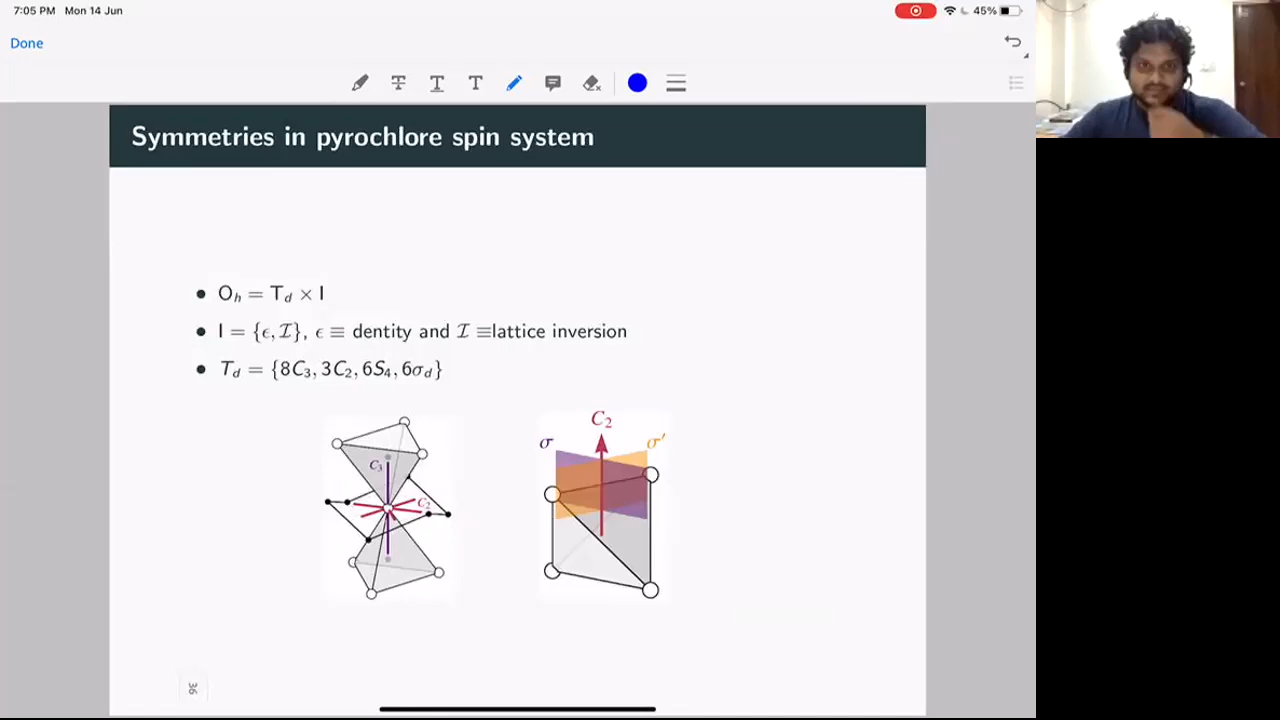 7:05 PM Mon 14 Jun
45%
Done
T T T
Symmetries in pyrochlore spin system
• O_h = T_d × I
• I = {ϵ, ℐ}, ϵ ≡ dentity and ℐ ≡lattice inversion
• T_d = {8C_3, 3C_2, 6S_4, 6σ_d}
C_2
σ σ′
C_3
C_2
36